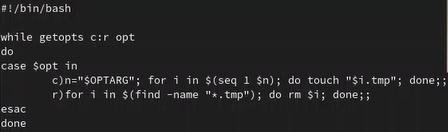 #!/bin/bash
while getopts c:r opt
do
case $opt in
c)n="$OPTARG"; for i in $(seq 1 $n); do touch "$i.tmp"; done;;
r)for i in $(find -name "*.tmp"); do rm $i; done;;
esac
done